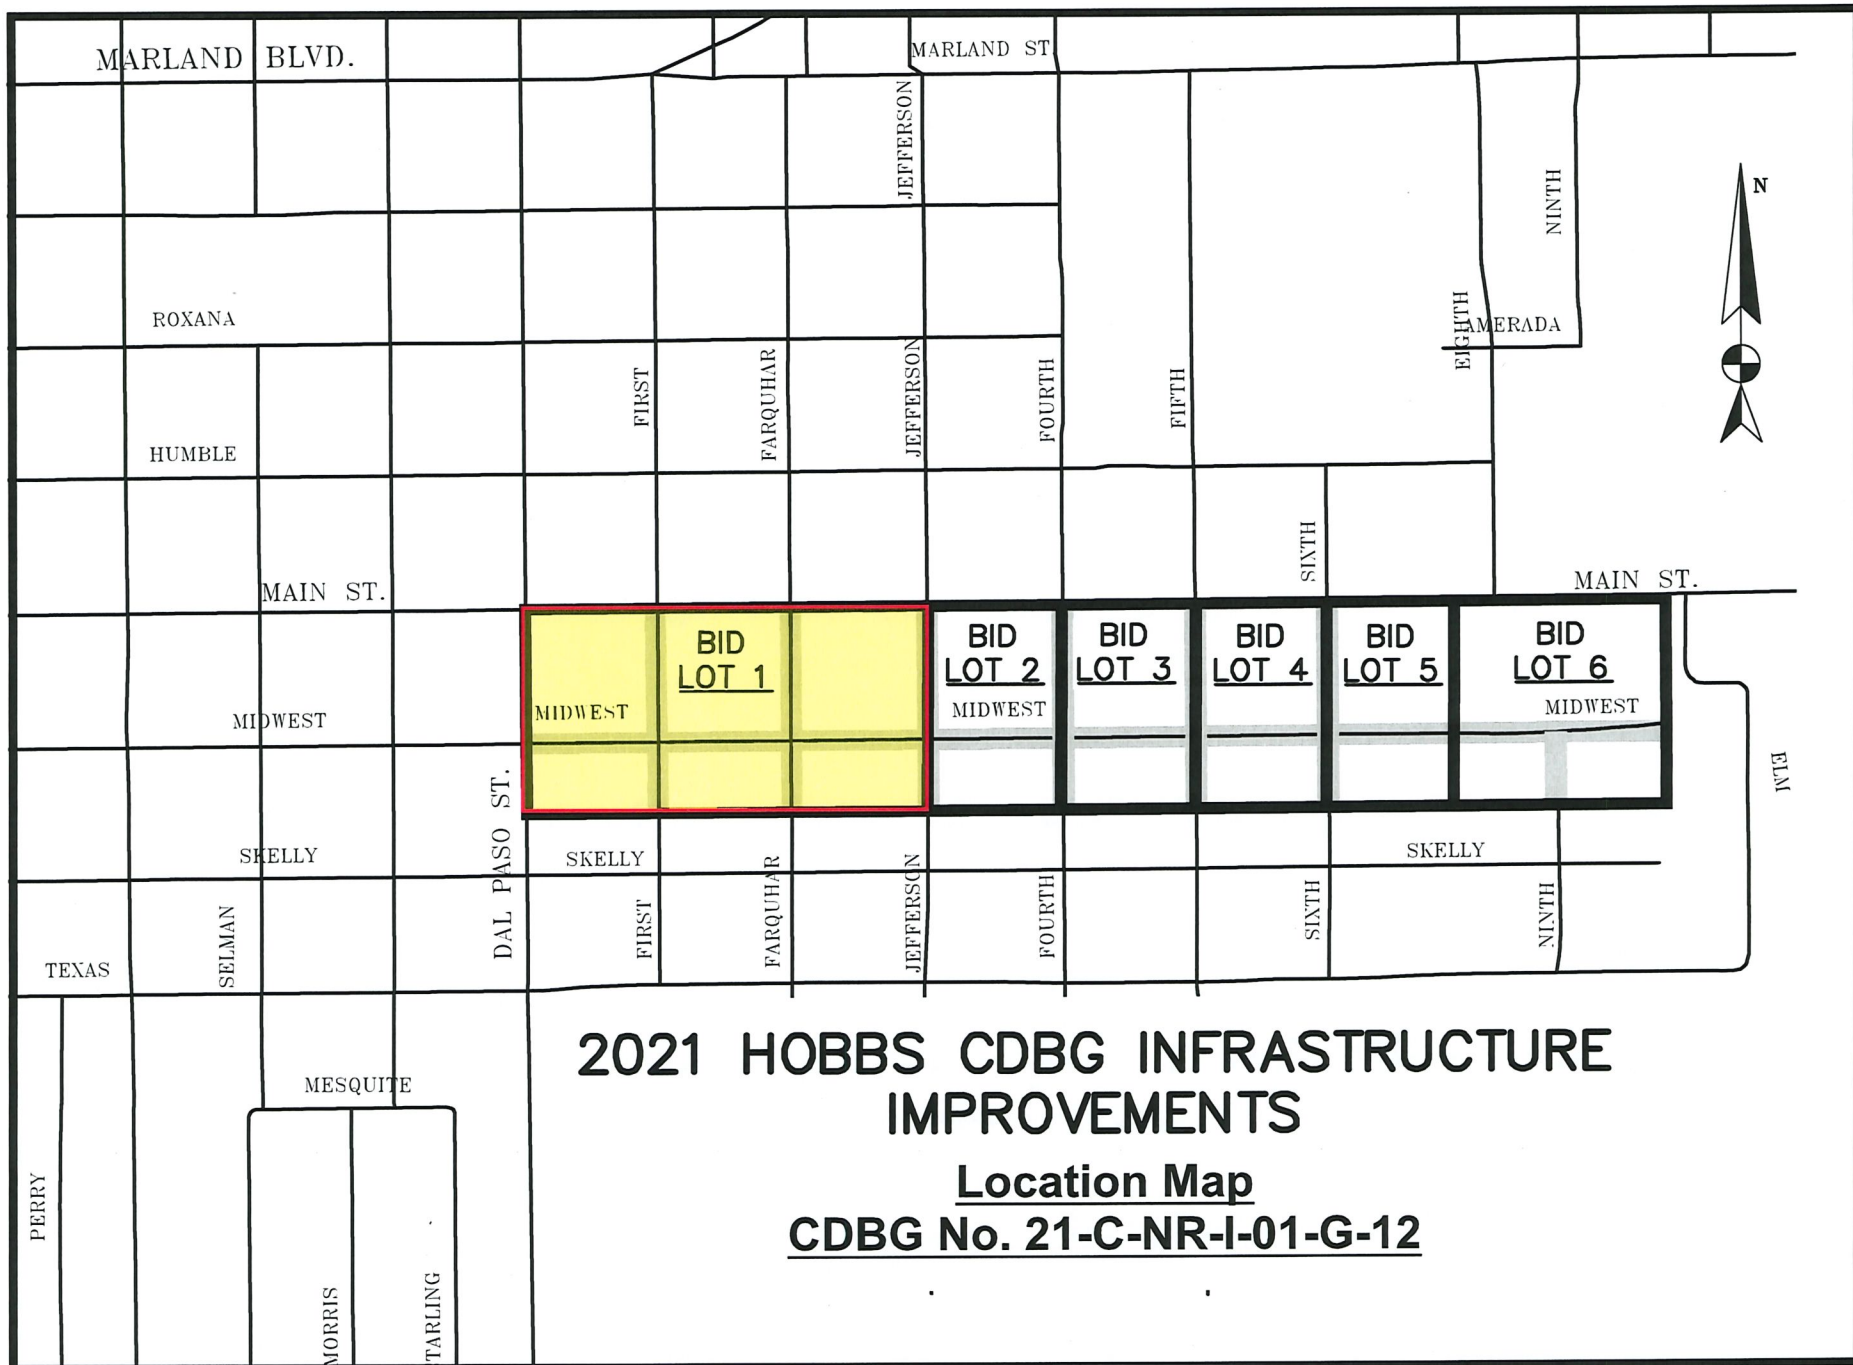 MARLAND BLVD.
MARLAND ST.
JEFFERSON
NINTH
N
ROXANA
EIGHTH
AMERADA
FIRST
FARQUHAR
JEFFERSON
FOURTH
FIFTH
HUMBLE
SIXTH
MAIN ST.
MAIN ST.
BID
LOT 1
BID
LOT 2
BID
LOT 3
BID
LOT 4
BID
LOT 5
BID
LOT 6
MIDWEST
MIDWEST
MIDWEST
MIDWEST
ELM
DAL PASO ST.
SKELLY
SKELLY
SKELLY
SELMAN
FIRST
FARQUHAR
JEFFERSON
FOURTH
SIXTH
NINTH
TEXAS
2021 HOBBS CDBG INFRASTRUCTURE
IMPROVEMENTS
MESQUITE
Location Map
CDBG No. 21-C-NR-I-01-G-12
PERRY
MORRIS
TARLING